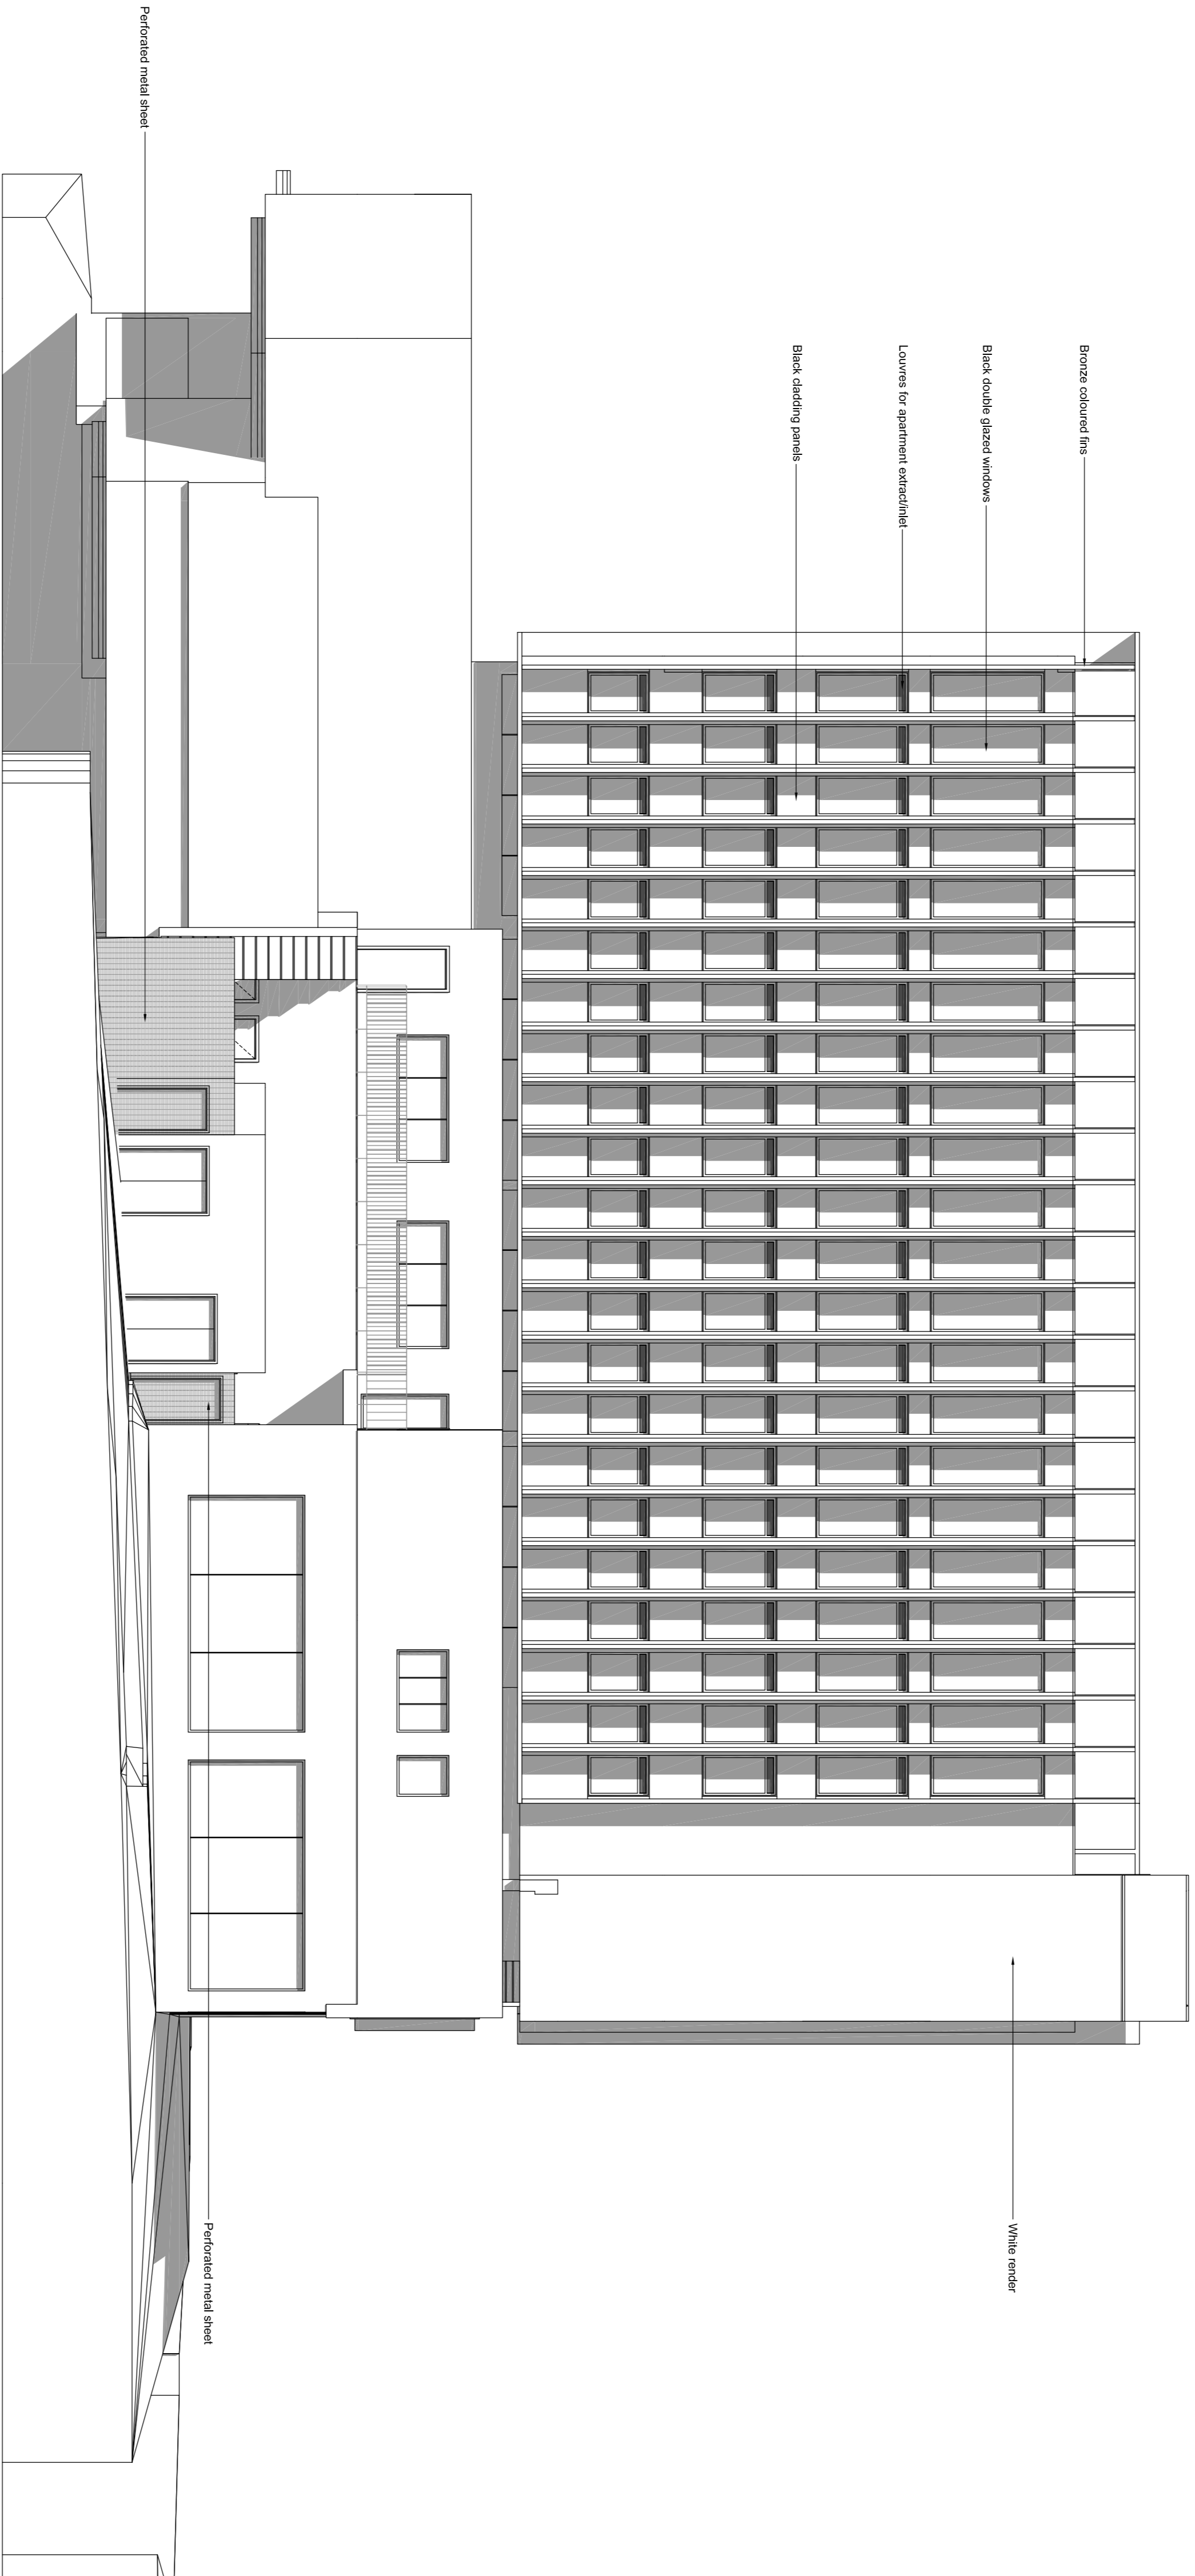 Bronze coloured fins
Black double glazed windows
Louvres for apartment extract/inlet
Black cladding panels
White render
Perforated metal sheet
Perforated metal sheet